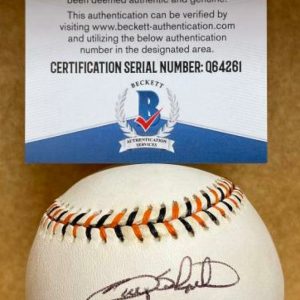 been deemed authentic and genuine.
This authentication can be verified by
visiting www.beckett-authentication.com
and utilizing the below authentication
number in the designated area.
CERTIFICATION SERIAL NUMBER: Q64261
BECKETT
B
AUTHENTICATION
SERVICES